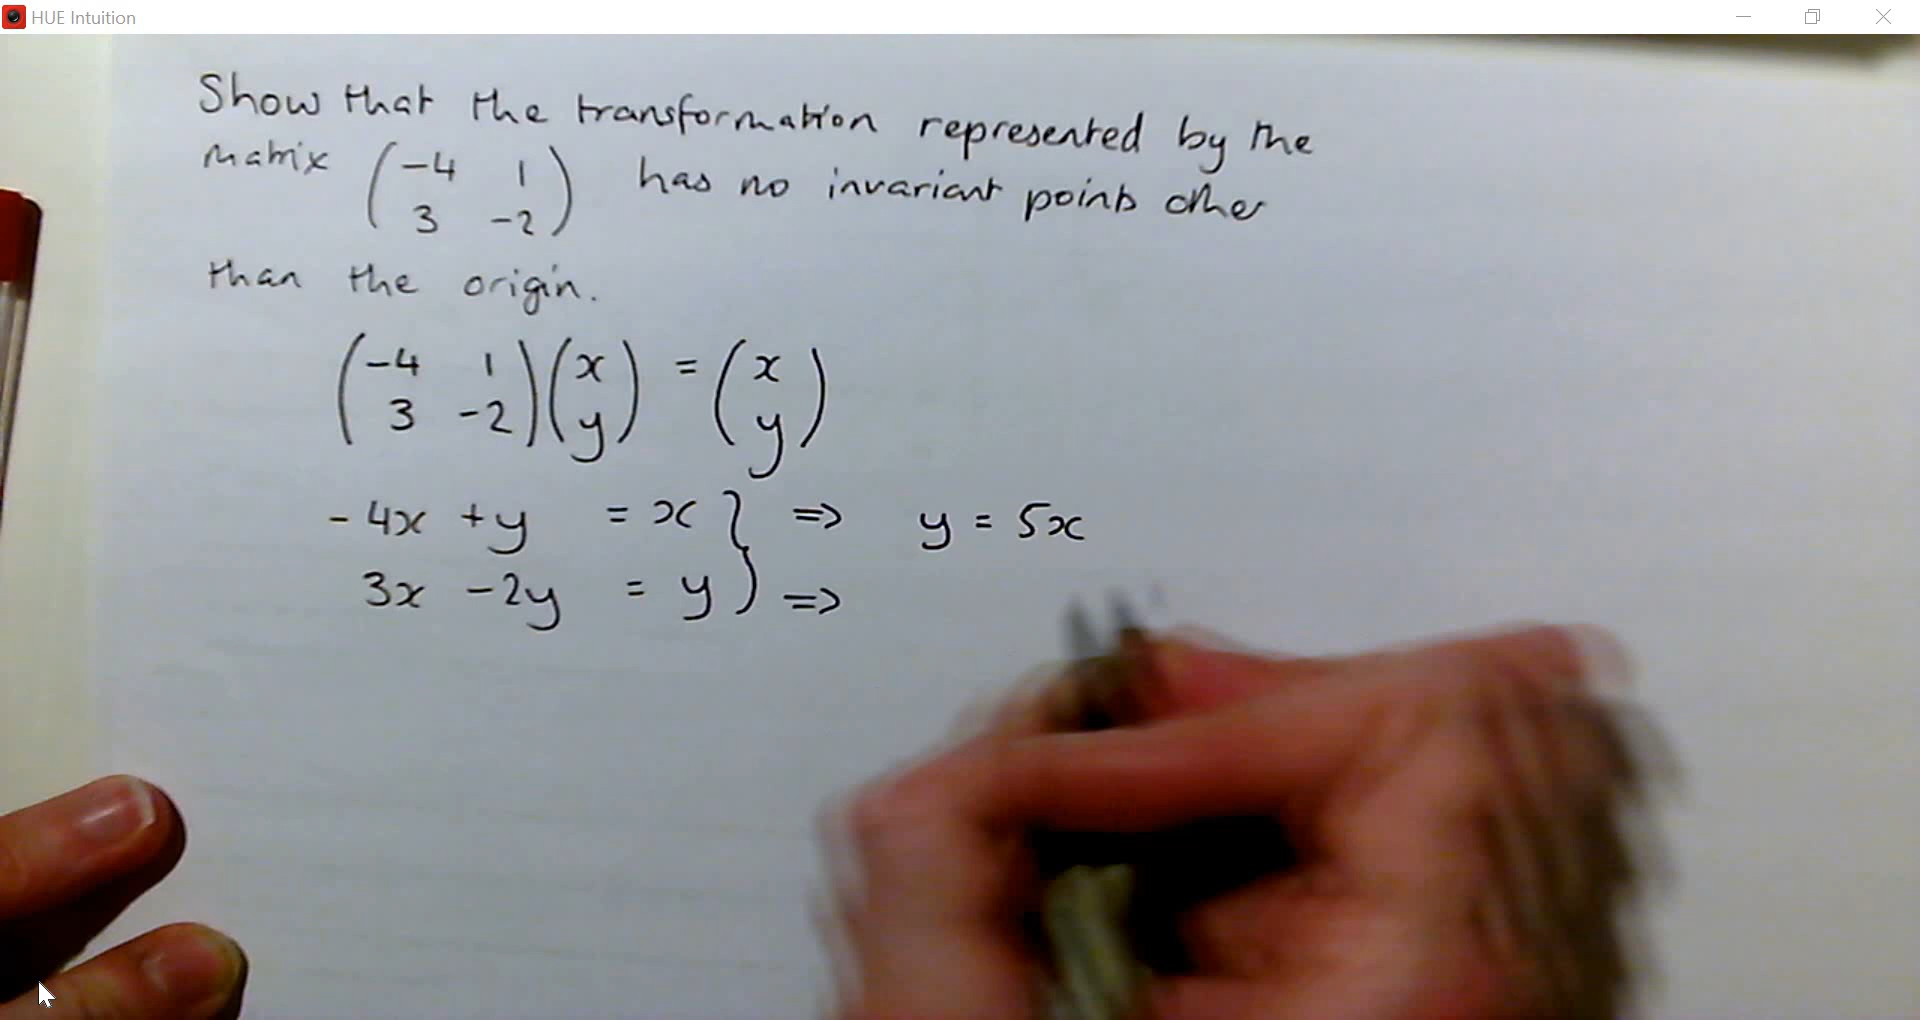 HUE Intuition
Show that the transformation represented by the
matrix (-4 1; 3 -2) has no invariant points other
than the origin.
(-4 1; 3 -2)(x; y) = (x; y)
-4x +y = x } => y = 5x
3x -2y = y } =>